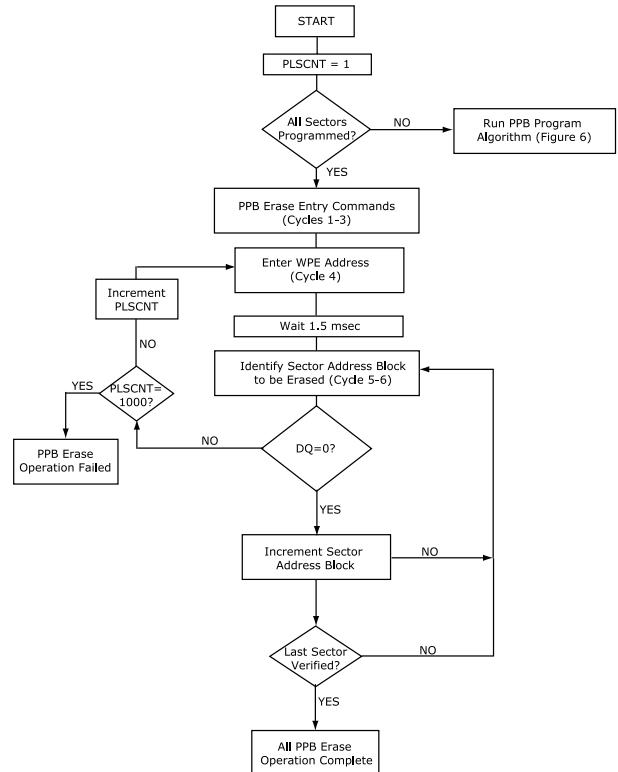 START
PLSCNT = 1
All Sectors
Programmed?
NO
Run PPB Program
Algorithm (Figure 6)
YES
PPB Erase Entry Commands
(Cycles 1-3)
Enter WPE Address
(Cycle 4)
Increment
PLSCNT
Wait 1.5 msec
NO
Identify Sector Address Block
to be Erased (Cycle 5-6)
YES
PLSCNT=
1000?
NO
DQ=0?
PPB Erase
Operation Failed
YES
Increment Sector
Address Block
NO
Last Sector
Verified?
NO
YES
All PPB Erase
Operation Complete